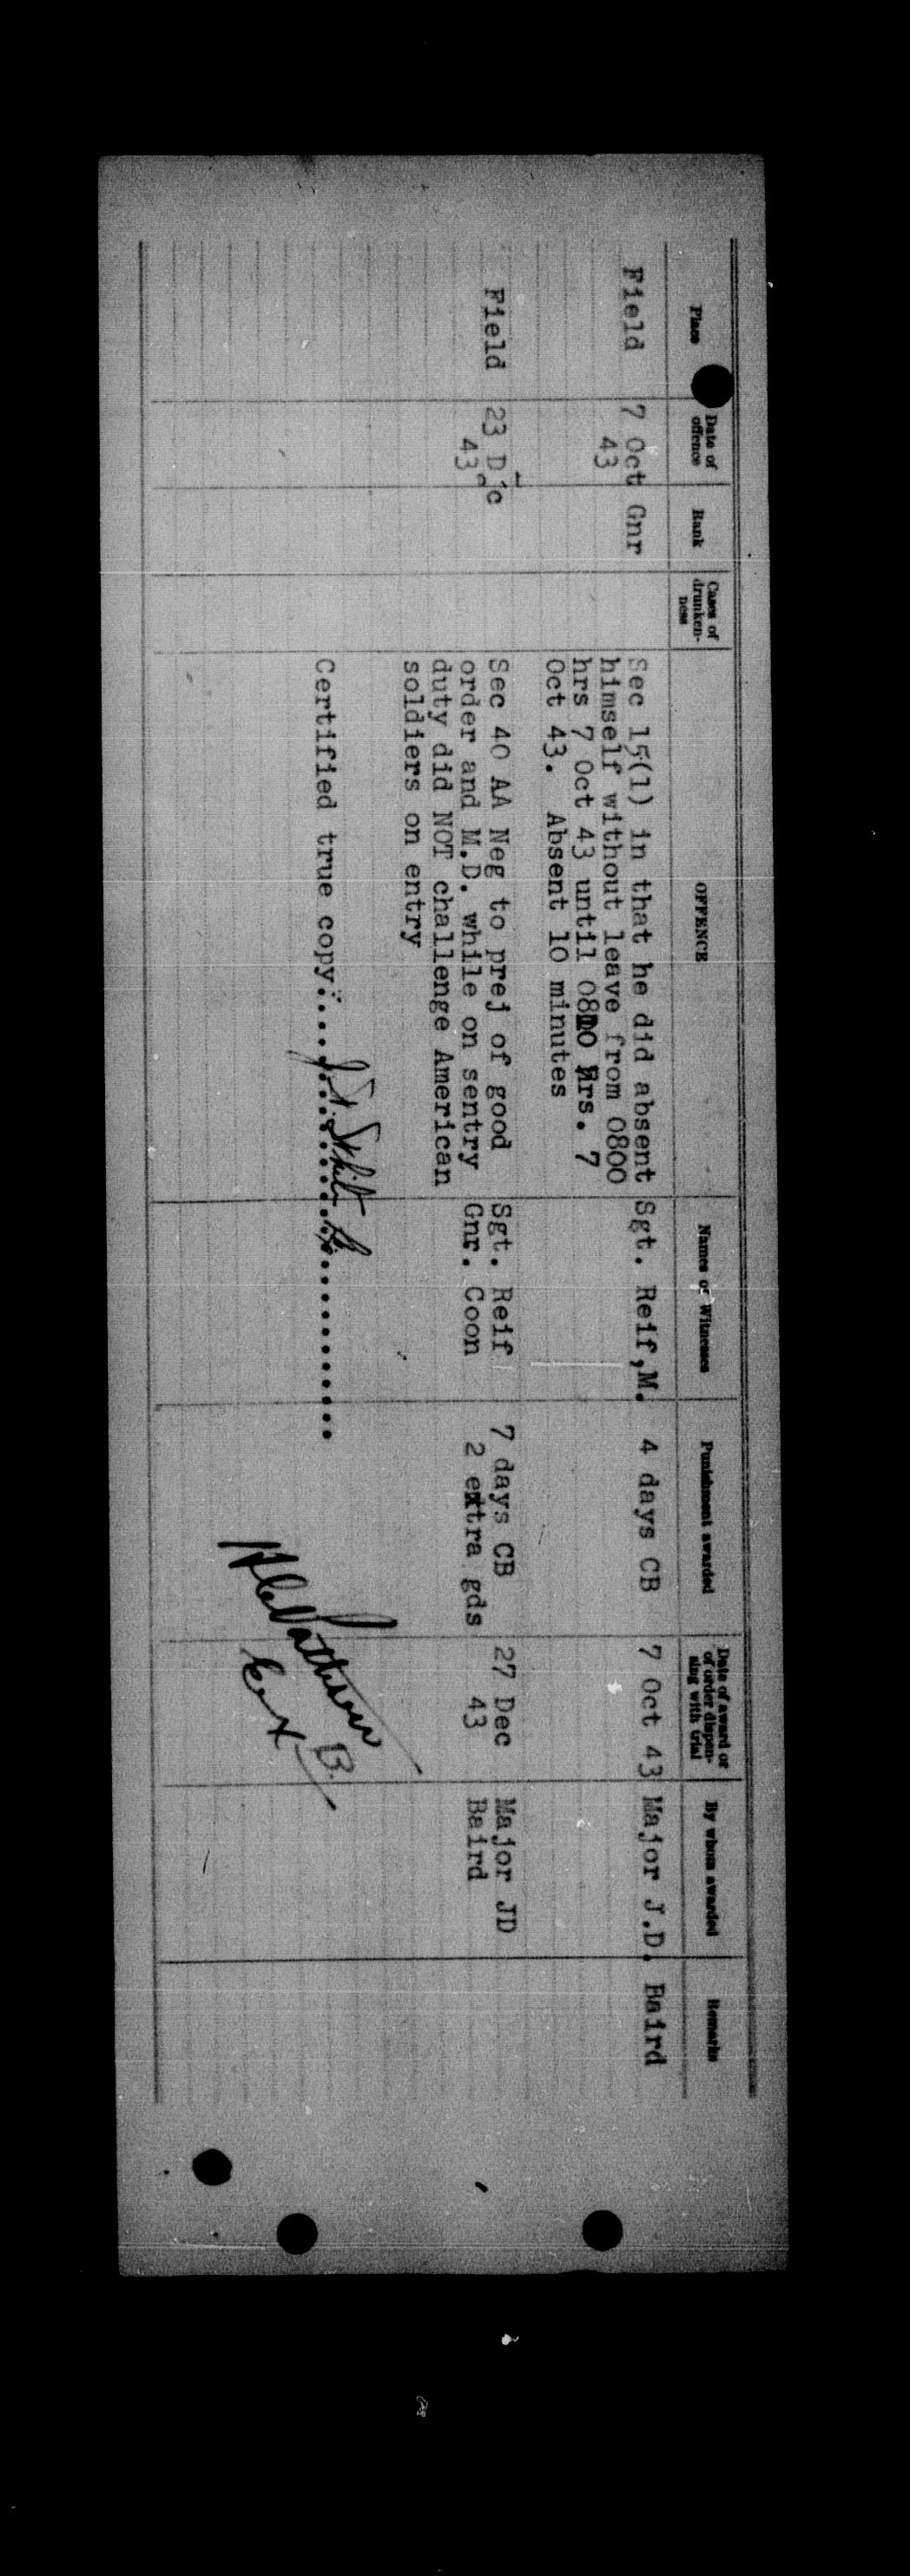 Place Date of offence Rank Cases of drunken-ness OFFENCE Names of Witnesses Punishment awarded Date of award or of order dispen-sing with trial By whom awarded Remarks
Field 7 Oct Gnr Sec 15(1) in that he did absent Sgt. Reif,M. 4 days CB 7 Oct 43 Major J.D. Baird
43 himself without leave from 0800
hrs 7 Oct 43 until 0810 Hrs. 7
Oct 43. Absent 10 minutes
Field 23 Dec Sec 40 AA Neg to prej of good Sgt. Reif 7 days CB 27 Dec Major JD
43 order and M.D. while on sentry Gnr. Coon 2 extra gds 43 Baird
duty did NOT challenge American
soldiers on entry
Certified true copy: